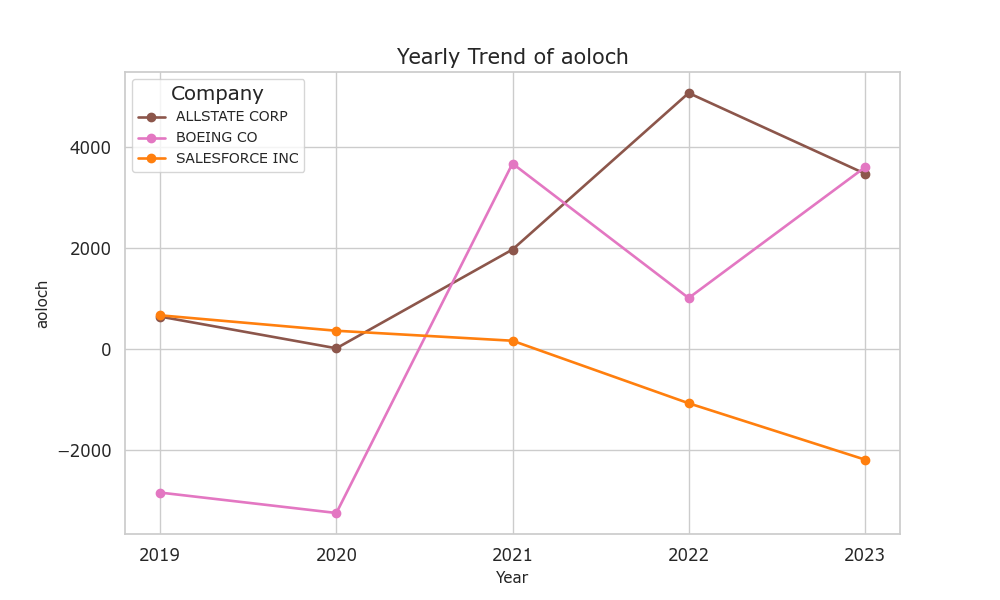 Yearly Trend of aoloch
Company
ALLSTATE CORP
BOEING CO
SALESFORCE INC
4000
2000
0
−2000
aoloch
2019 2020 2021 2022 2023
Year